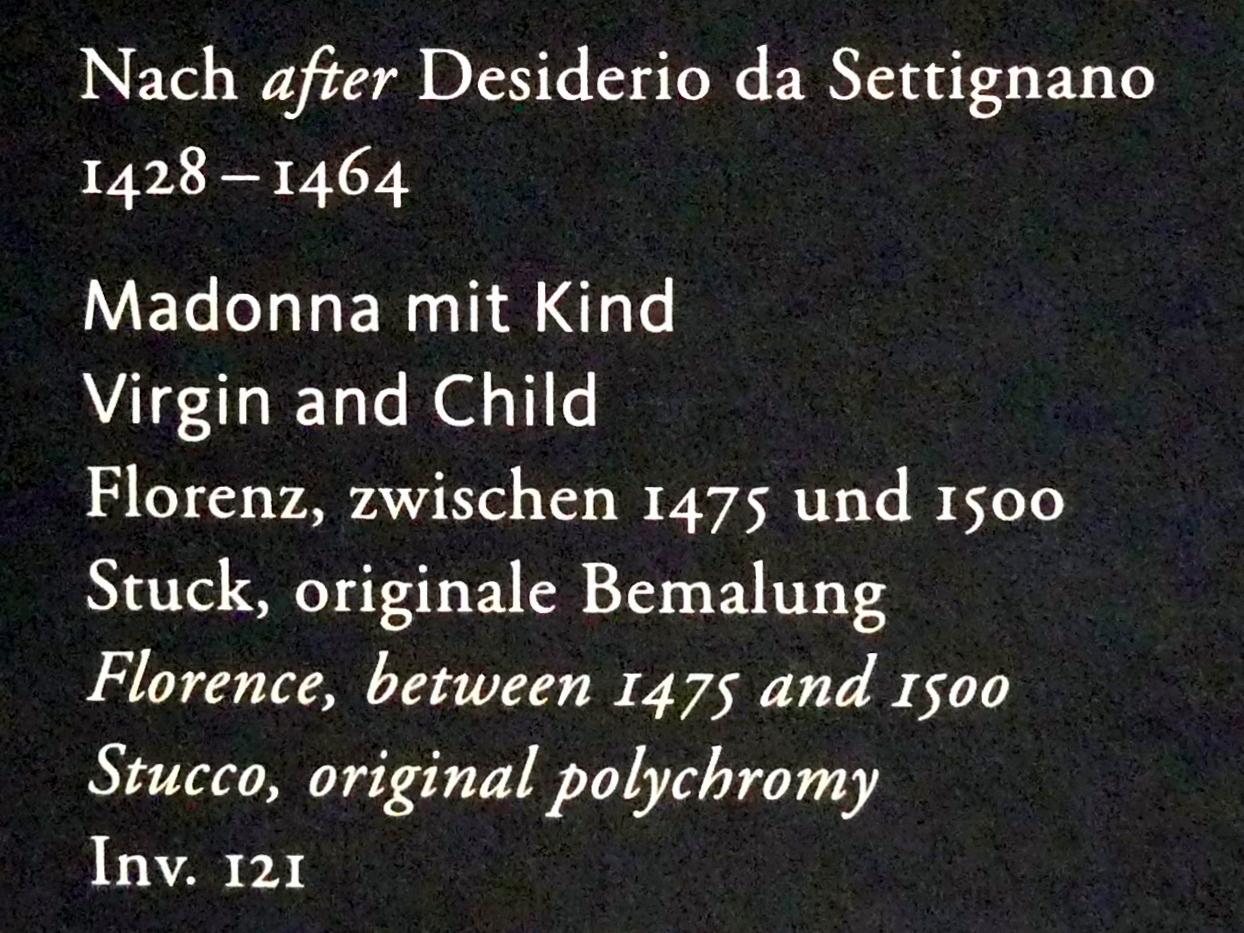 Nach after Desiderio da Settignano
1428–1464
Madonna mit Kind
Virgin and Child
Florenz, zwischen 1475 und 1500
Stuck, originale Bemalung
Florence, between 1475 and 1500
Stucco, original polychromy
Inv. 121